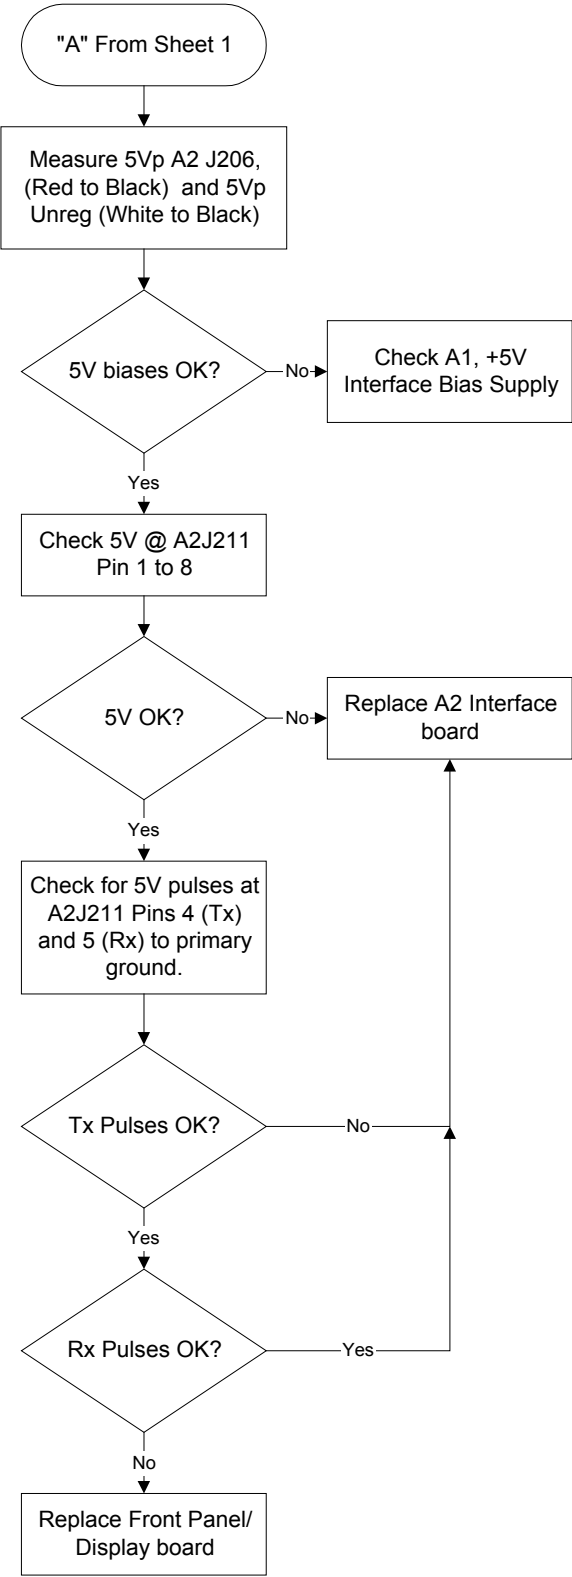 "A" From Sheet 1
Measure 5Vp A2 J206,
(Red to Black) and 5Vp
Unreg (White to Black)
5V biases OK?
No
Check A1, +5V
Interface Bias Supply
Yes
Check 5V @ A2J211
Pin 1 to 8
5V OK?
No
Replace A2 Interface
board
Yes
Check for 5V pulses at
A2J211 Pins 4 (Tx)
and 5 (Rx) to primary
ground.
Tx Pulses OK?
No
Yes
Rx Pulses OK?
Yes
No
Replace Front Panel/
Display board